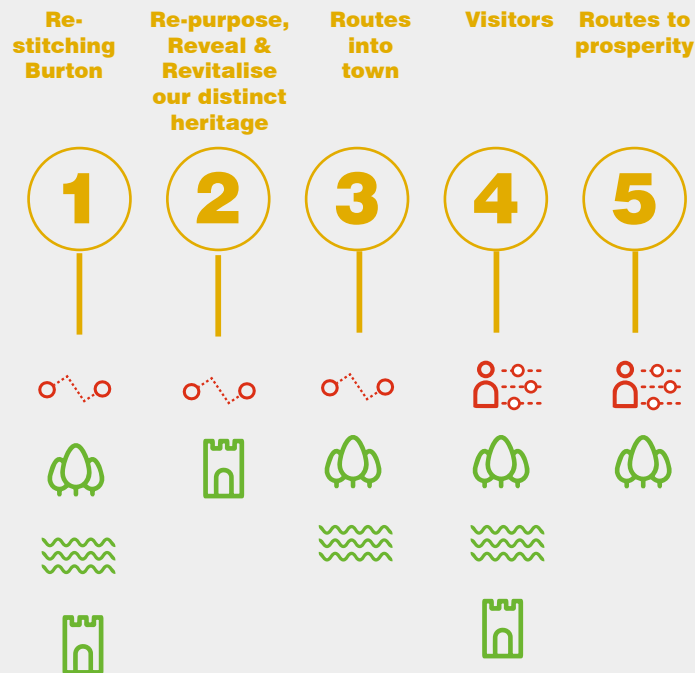 Re-
stitching
Burton
Re-purpose,
Reveal &
Revitalise
our distinct
heritage
Routes
into
town
Visitors
Routes to
prosperity
1
2
3
4
5